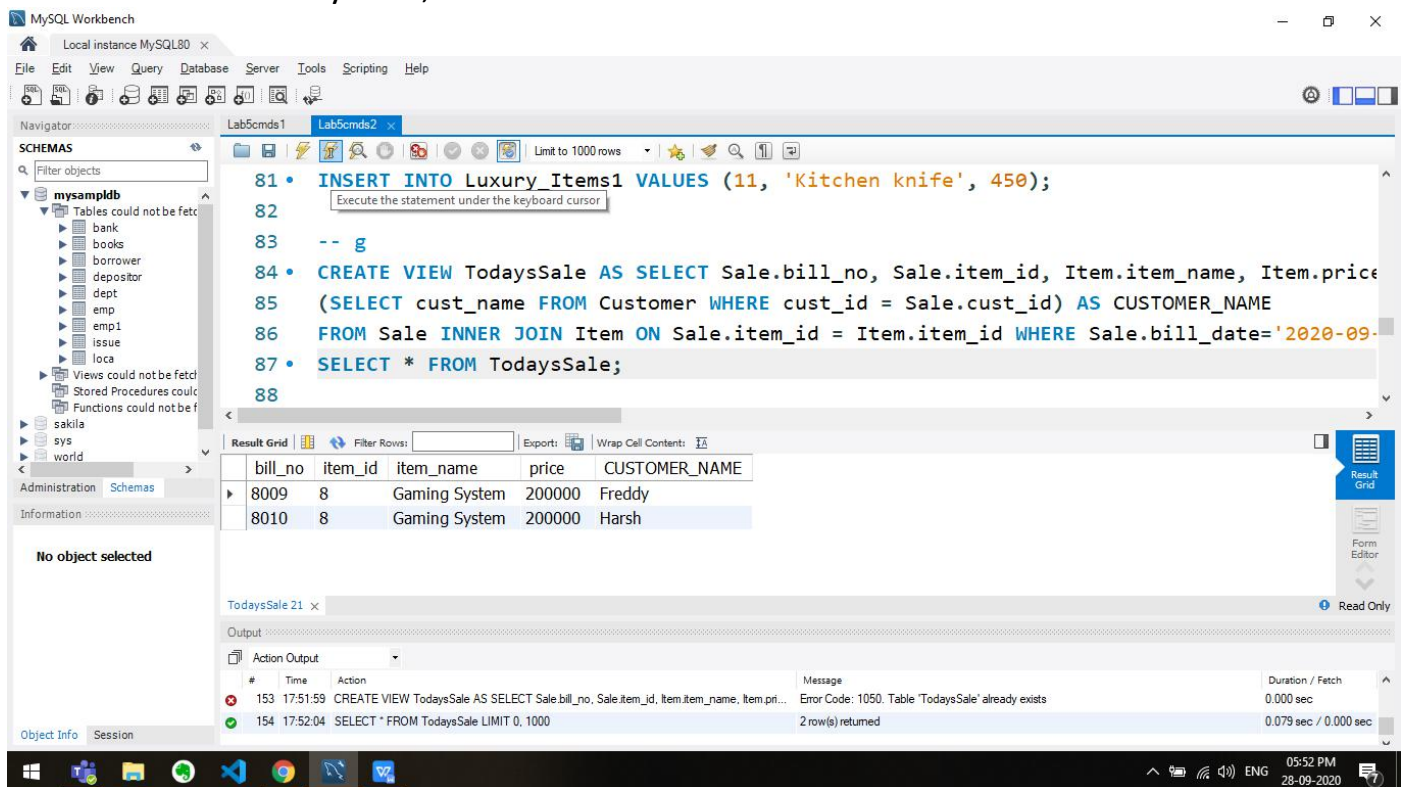 MySQL Workbench
Local instance MySQL80
File Edit View Query Database Server Tools Scripting Help
Navigator
Lab5cmds1 Lab5cmds2
SCHEMAS
Limit to 1000 rows
Filter objects
mysampldb
Tables could not be fetc
bank
books
borrower
depositor
dept
emp
emp1
issue
loca
Views could not be fetch
Stored Procedures could
Functions could not be f
sakila
sys
world
Administration Schemas
Information
No object selected
Object Info Session
81 INSERT INTO Luxury_Items1 VALUES (11, 'Kitchen knife', 450);
Execute the statement under the keyboard cursor
82
83 -- g
84 CREATE VIEW TodaysSale AS SELECT Sale.bill_no, Sale.item_id, Item.item_name, Item.price
85 (SELECT cust_name FROM Customer WHERE cust_id = Sale.cust_id) AS CUSTOMER_NAME
86 FROM Sale INNER JOIN Item ON Sale.item_id = Item.item_id WHERE Sale.bill_date='2020-09-
87 SELECT * FROM TodaysSale;
88
Result Grid Filter Rows: Export: Wrap Cell Content:
bill_no item_id item_name price CUSTOMER_NAME
8009 8 Gaming System 200000 Freddy
8010 8 Gaming System 200000 Harsh
Result Grid
Form Editor
TodaysSale 21
Read Only
Output
Action Output
# Time Action Message Duration / Fetch
153 17:51:59 CREATE VIEW TodaysSale AS SELECT Sale.bill_no, Sale.item_id, Item.item_name, Item.pri... Error Code: 1050. Table 'TodaysSale' already exists 0.000 sec
154 17:52:04 SELECT * FROM TodaysSale LIMIT 0, 1000 2 row(s) returned 0.079 sec / 0.000 sec
ENG
05:52 PM
28-09-2020